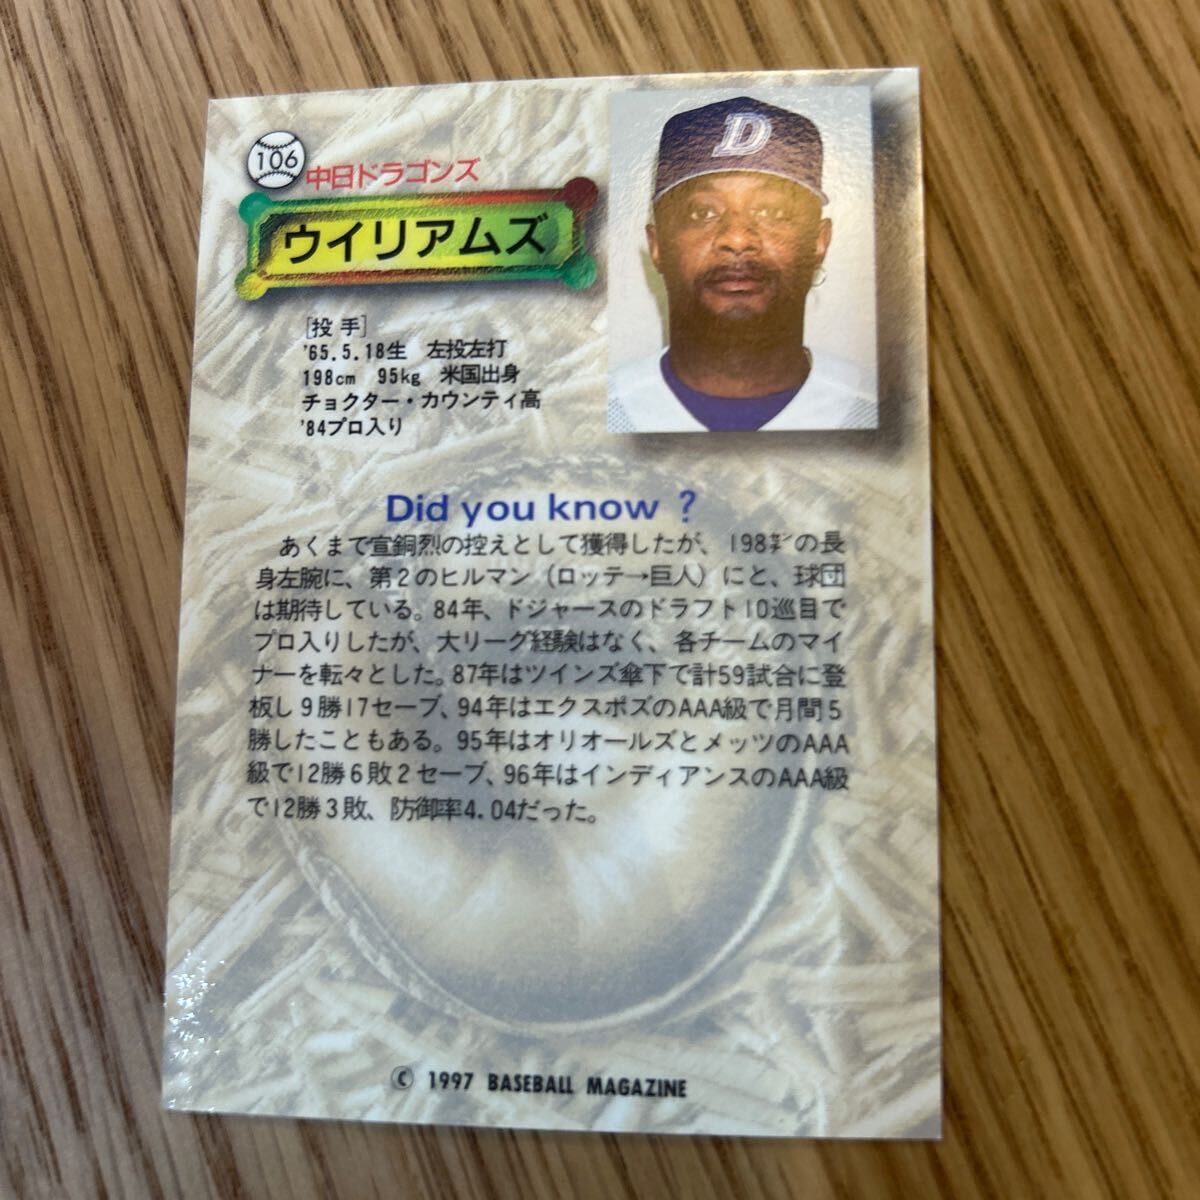 106
中日ドラゴンズ
D
ウイリアムズ
[投手]
'65.5.18生 左投左打
198cm 95kg 米国出身
チョクター・カウンティ高
'84プロ入り
Did you know ?
あくまで宣銅烈の控えとして獲得したが、198㌢の長
身左腕に、第2のヒルマン（ロッテ→巨人）にと、球団
は期待している。84年、ドジャースのドラフト10巡目で
プロ入りしたが、大リーグ経験はなく、各チームのマイ
ナーを転々とした。87年はツインズ傘下で計59試合に登
板し9勝17セーブ、94年はエクスポズのAAA級で月間5
勝したこともある。95年はオリオールズとメッツのAAA
級で12勝6敗2セーブ、96年はインディアンスのAAA級
で12勝3敗、防御率4.04だった。
© 1997 BASEBALL MAGAZINE